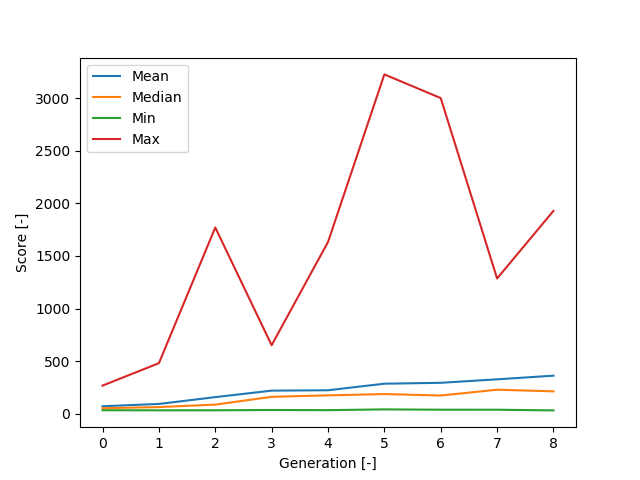 Mean
Median
Min
Max
3000
2500
2000
1500
1000
500
0
Score [-]
0 1 2 3 4 5 6 7 8
Generation [-]